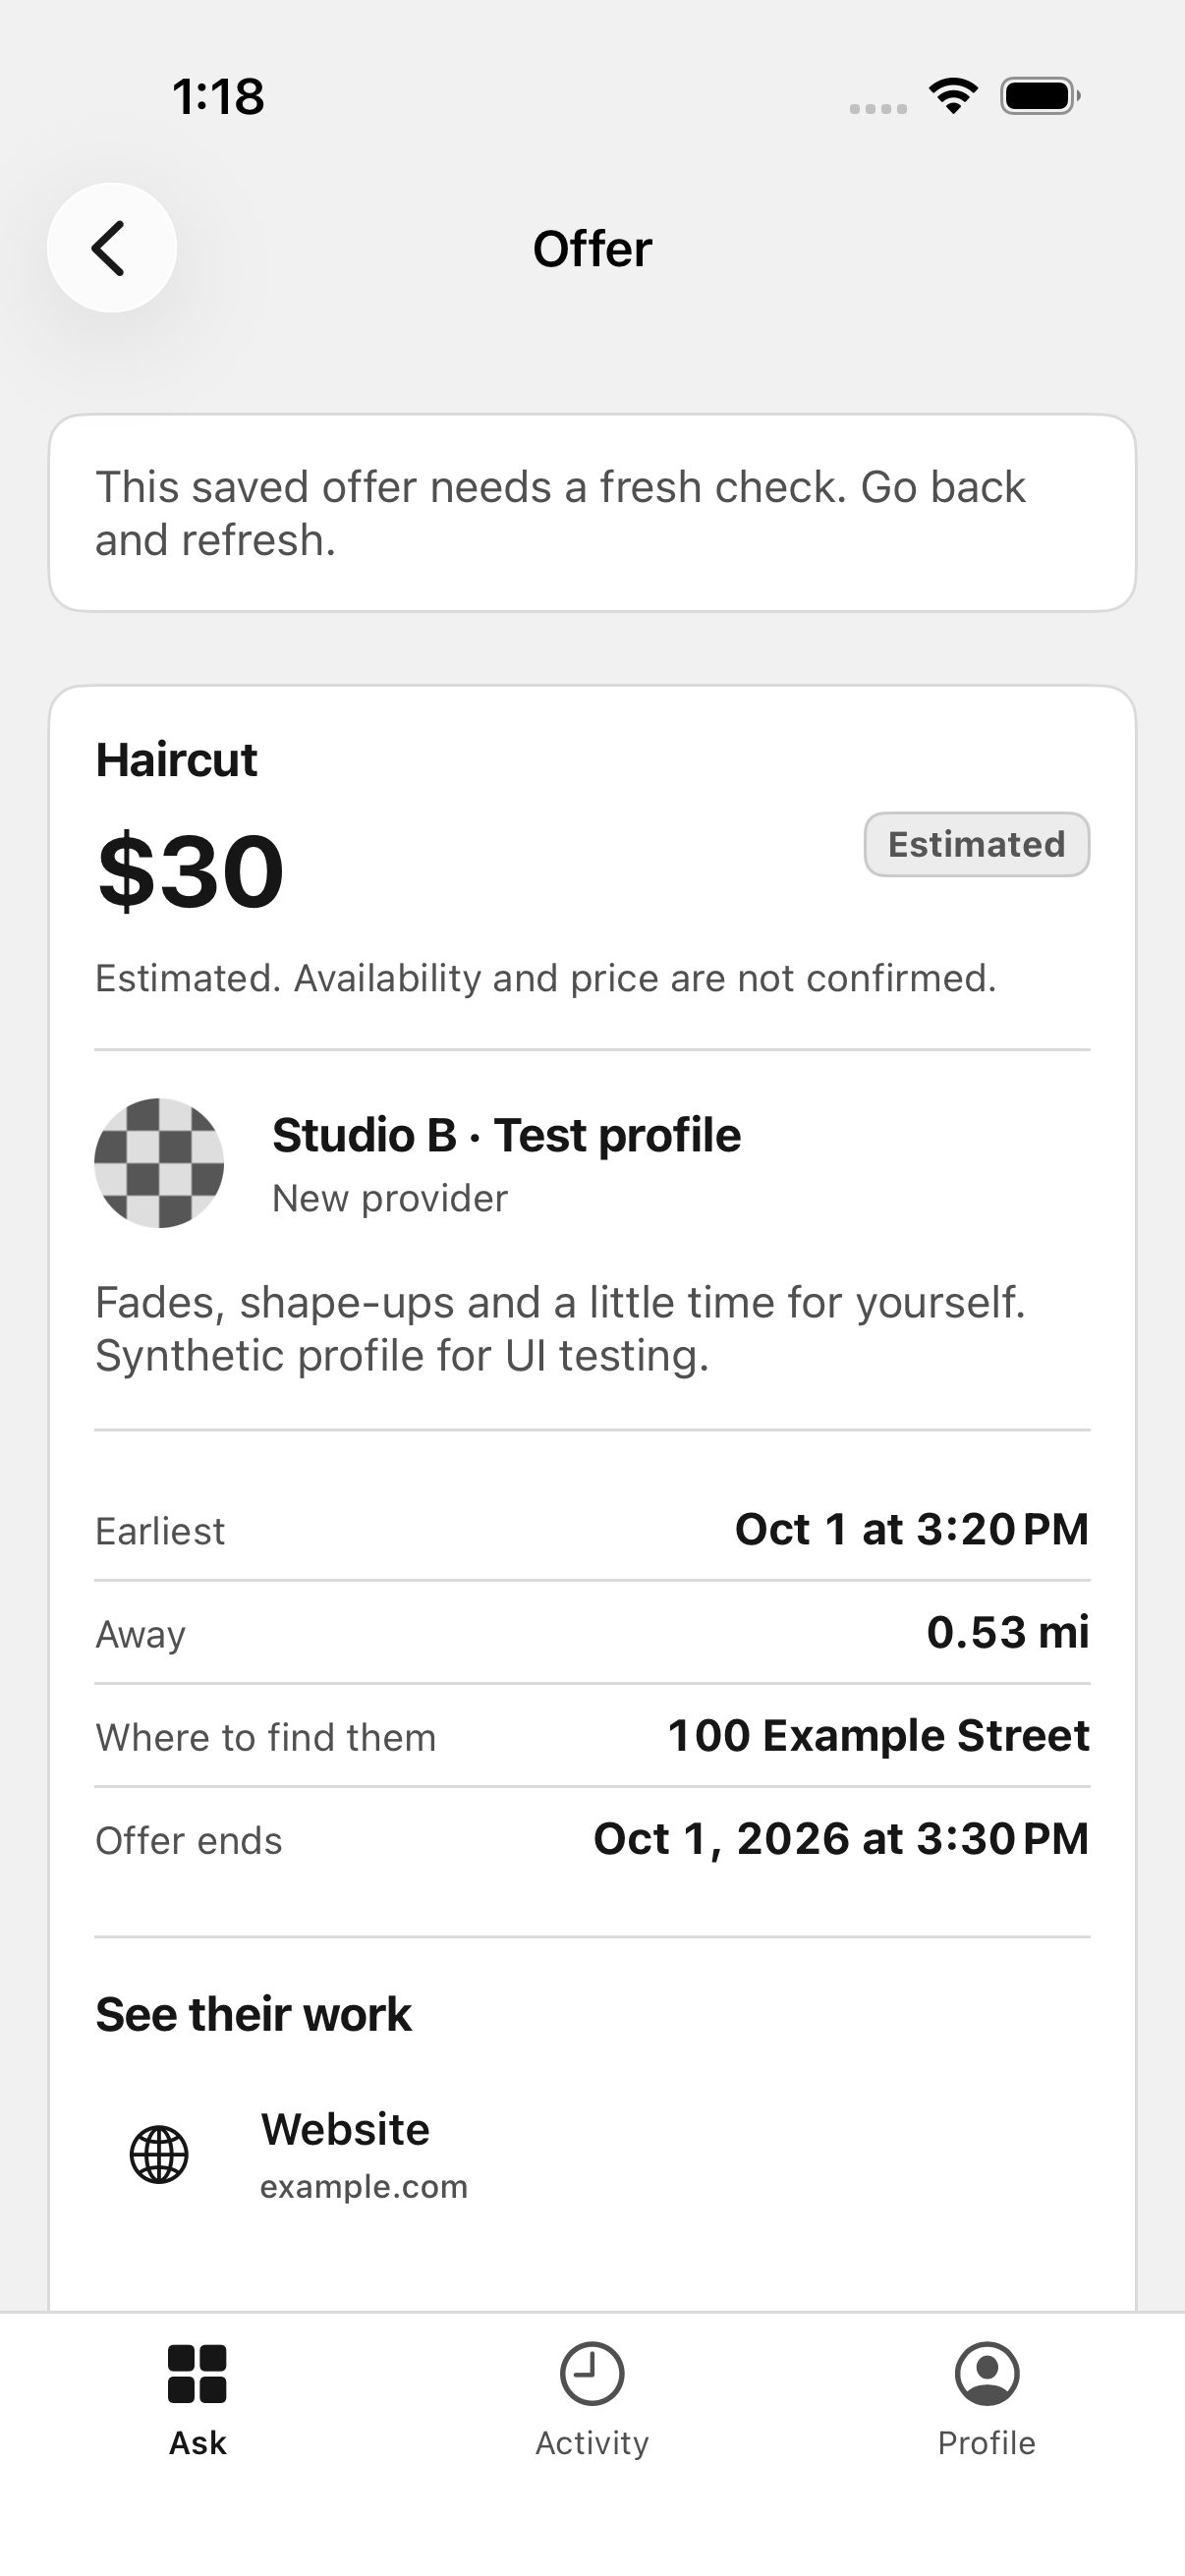 1:18
Offer
This saved offer needs a fresh check. Go back
and refresh.
Haircut
$30
Estimated
Estimated. Availability and price are not confirmed.
Studio B · Test profile
New provider
Fades, shape-ups and a little time for yourself.
Synthetic profile for UI testing.
Earliest
Oct 1 at 3:20 PM
Away
0.53 mi
Where to find them
100 Example Street
Offer ends
Oct 1, 2026 at 3:30 PM
See their work
Website
example.com
Ask
Activity
Profile